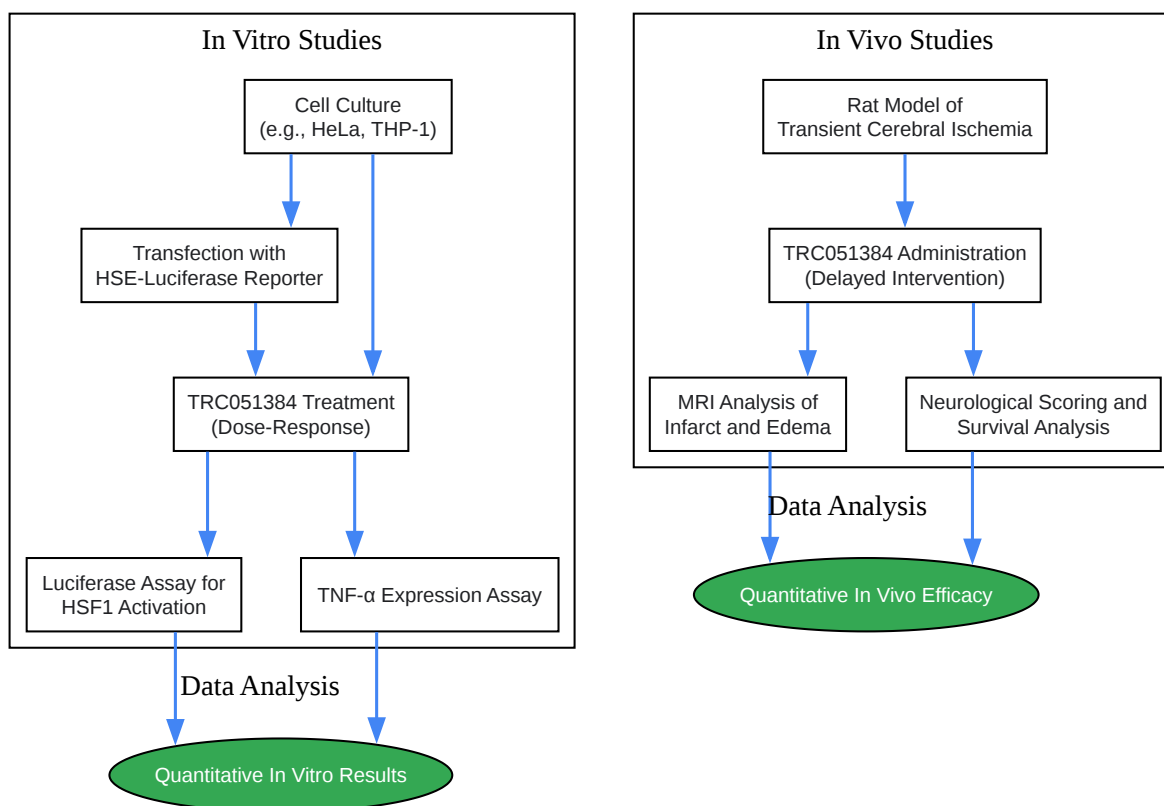 In Vitro Studies
Cell Culture
(e.g., HeLa, THP-1)
Transfection with
HSE-Luciferase Reporter
TRC051384 Treatment
(Dose-Response)
Luciferase Assay for
HSF1 Activation
TNF-α Expression Assay
Data Analysis
Quantitative In Vitro Results
In Vivo Studies
Rat Model of
Transient Cerebral Ischemia
TRC051384 Administration
(Delayed Intervention)
MRI Analysis of
Infarct and Edema
Neurological Scoring and
Survival Analysis
Data Analysis
Quantitative In Vivo Efficacy